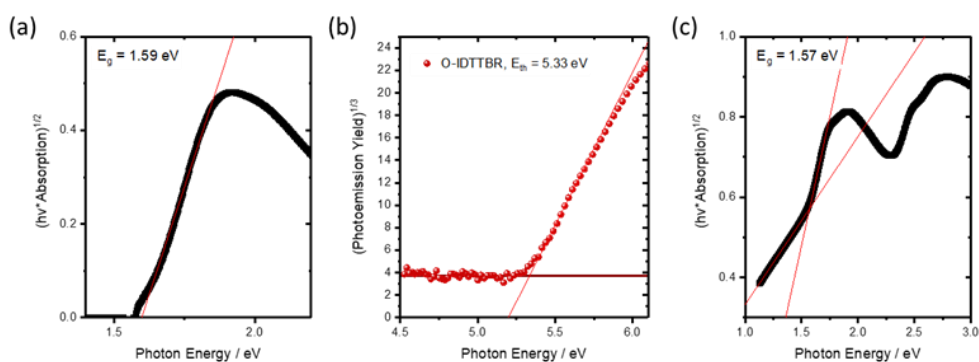 (a)
E_g = 1.59 eV
(hν*Absorption)^1/2
0.6
0.4
0.2
0.0
1.5
2.0
Photon Energy / eV
(b)
O-IDTTBR, E_th = 5.33 eV
(Photoemission Yield)^1/3
24
22
20
18
16
14
12
10
8
6
4
2
0
4.5
5.0
5.5
6.0
Photon Energy / eV
(c)
E_g = 1.57 eV
(hν*Absorption)^1/2
1.0
0.8
0.6
0.4
1.0
1.5
2.0
2.5
3.0
Photon Energy / eV